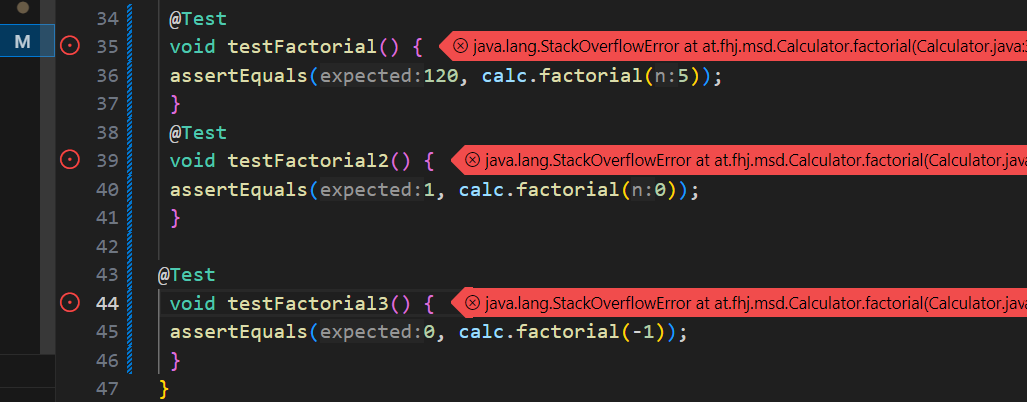 34 @Test
M
35 void testFactorial() { java.lang.StackOverflowError at at.fhj.msd.Calculator.factorial(Calculator.java:
36 assertEquals(expected:120, calc.factorial(n:5));
37 }
38 @Test
39 void testFactorial2() { java.lang.StackOverflowError at at.fhj.msd.Calculator.factorial(Calculator.java
40 assertEquals(expected:1, calc.factorial(n:0));
41 }
42
43 @Test
44 void testFactorial3() { java.lang.StackOverflowError at at.fhj.msd.Calculator.factorial(Calculator.java
45 assertEquals(expected:0, calc.factorial(-1));
46 }
47 }